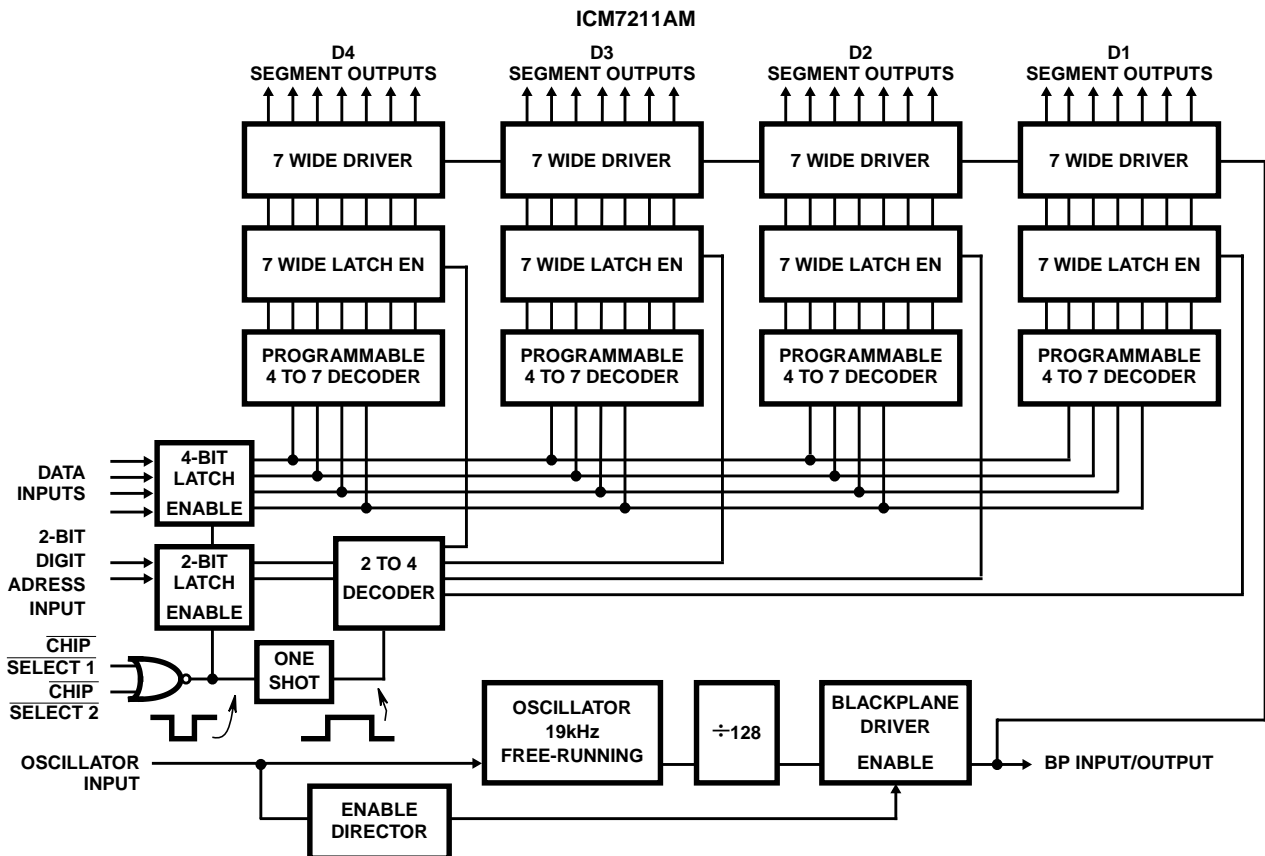 ICM7211AM
D4
SEGMENT OUTPUTS
D3
SEGMENT OUTPUTS
D2
SEGMENT OUTPUTS
D1
SEGMENT OUTPUTS
7 WIDE DRIVER
7 WIDE DRIVER
7 WIDE DRIVER
7 WIDE DRIVER
7 WIDE LATCH EN
7 WIDE LATCH EN
7 WIDE LATCH EN
7 WIDE LATCH EN
PROGRAMMABLE
4 TO 7 DECODER
PROGRAMMABLE
4 TO 7 DECODER
PROGRAMMABLE
4 TO 7 DECODER
PROGRAMMABLE
4 TO 7 DECODER
DATA
INPUTS
4-BIT
LATCH
ENABLE
2-BIT
DIGIT
ADRESS
INPUT
2-BIT
LATCH
ENABLE
2 TO 4
DECODER
CHIP
SELECT 1
CHIP
SELECT 2
ONE
SHOT
OSCILLATOR
19kHz
FREE-RUNNING
÷128
BLACKPLANE
DRIVER
ENABLE
OSCILLATOR
INPUT
BP INPUT/OUTPUT
ENABLE
DIRECTOR